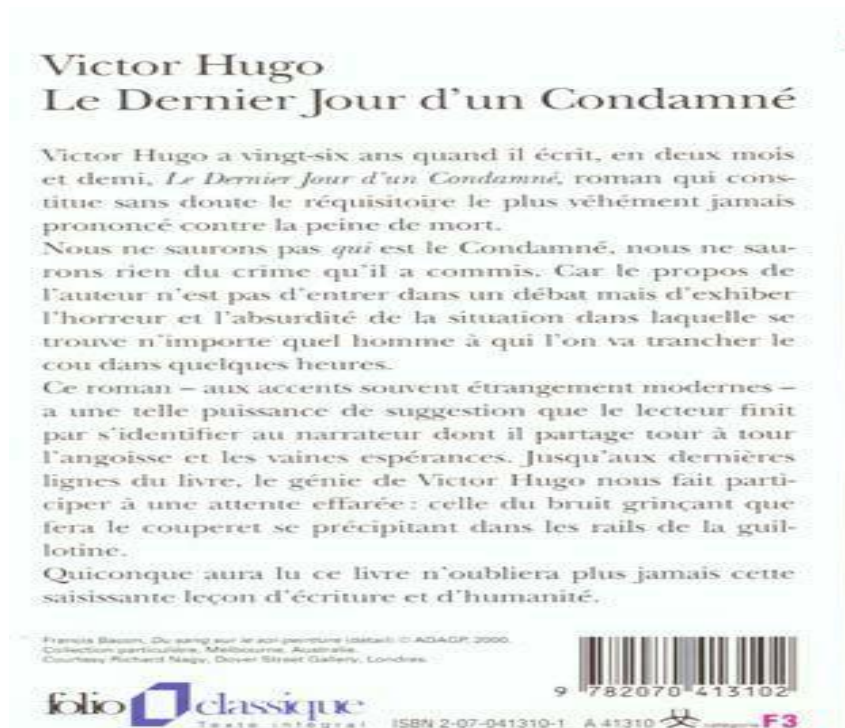 Victor Hugo
Le Dernier Jour d'un Condamné
Victor Hugo a vingt-six ans quand il écrit, en deux mois
et demi, Le Dernier Jour d'un Condamné, roman qui cons-
titue sans doute le réquisitoire le plus véhément jamais
prononcé contre la peine de mort.
Nous ne saurons pas qui est le Condamné, nous ne sau-
rons rien du crime qu'il a commis. Car le propos de
l'auteur n'est pas d'entrer dans un débat mais d'exhiber
l'horreur et l'absurdité de la situation dans laquelle se
trouve n'importe quel homme à qui l'on va trancher le
cou dans quelques heures.
Ce roman – aux accents souvent étrangement modernes –
a une telle puissance de suggestion que le lecteur finit
par s'identifier au narrateur dont il partage tour à tour
l'angoisse et les vaines espérances. Jusqu'aux dernières
lignes du livre, le génie de Victor Hugo nous fait parti-
ciper à une attente effarée : celle du bruit grinçant que
fera le couperet se précipitant dans les rails de la guil-
lotine.
Quiconque aura lu ce livre n'oubliera plus jamais cette
saisissante leçon d'écriture et d'humanité.
Francis Bacon, Du sang sur le sol-peinture (détail) © ADAGP, 2000.
Collection particulière, Melbourne, Australie.
Courtesy Richard Nagy, Dover Street Gallery, Londres.
9 782070 413102
folio classique
Texte intégral
ISBN 2-07-041310-1 A 41310 F3